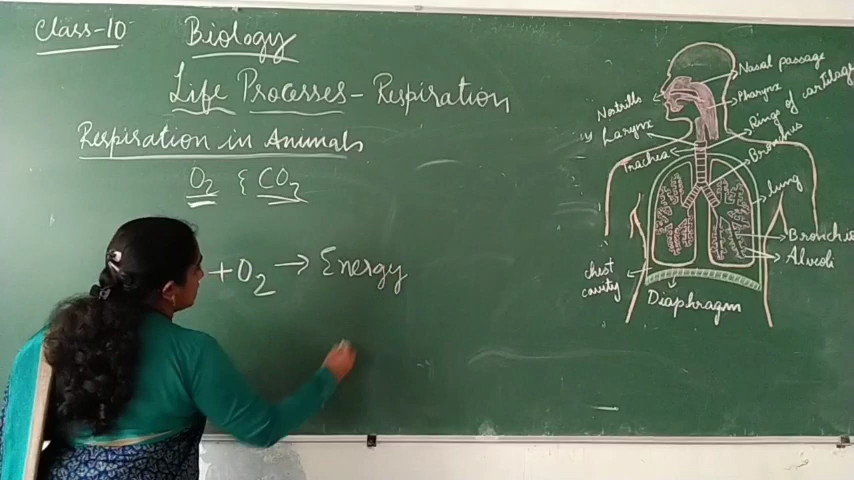 Class-10
Biology
Life Processes - Respiration
Respiration in Animals
O2 & CO2
+ O2 → Energy
Nasal passage
Pharynx
Rings of cartilage
Bronchus
Nostrils
Larynx
Trachea
lung
Alveoli
chest
cavity
Diaphragm